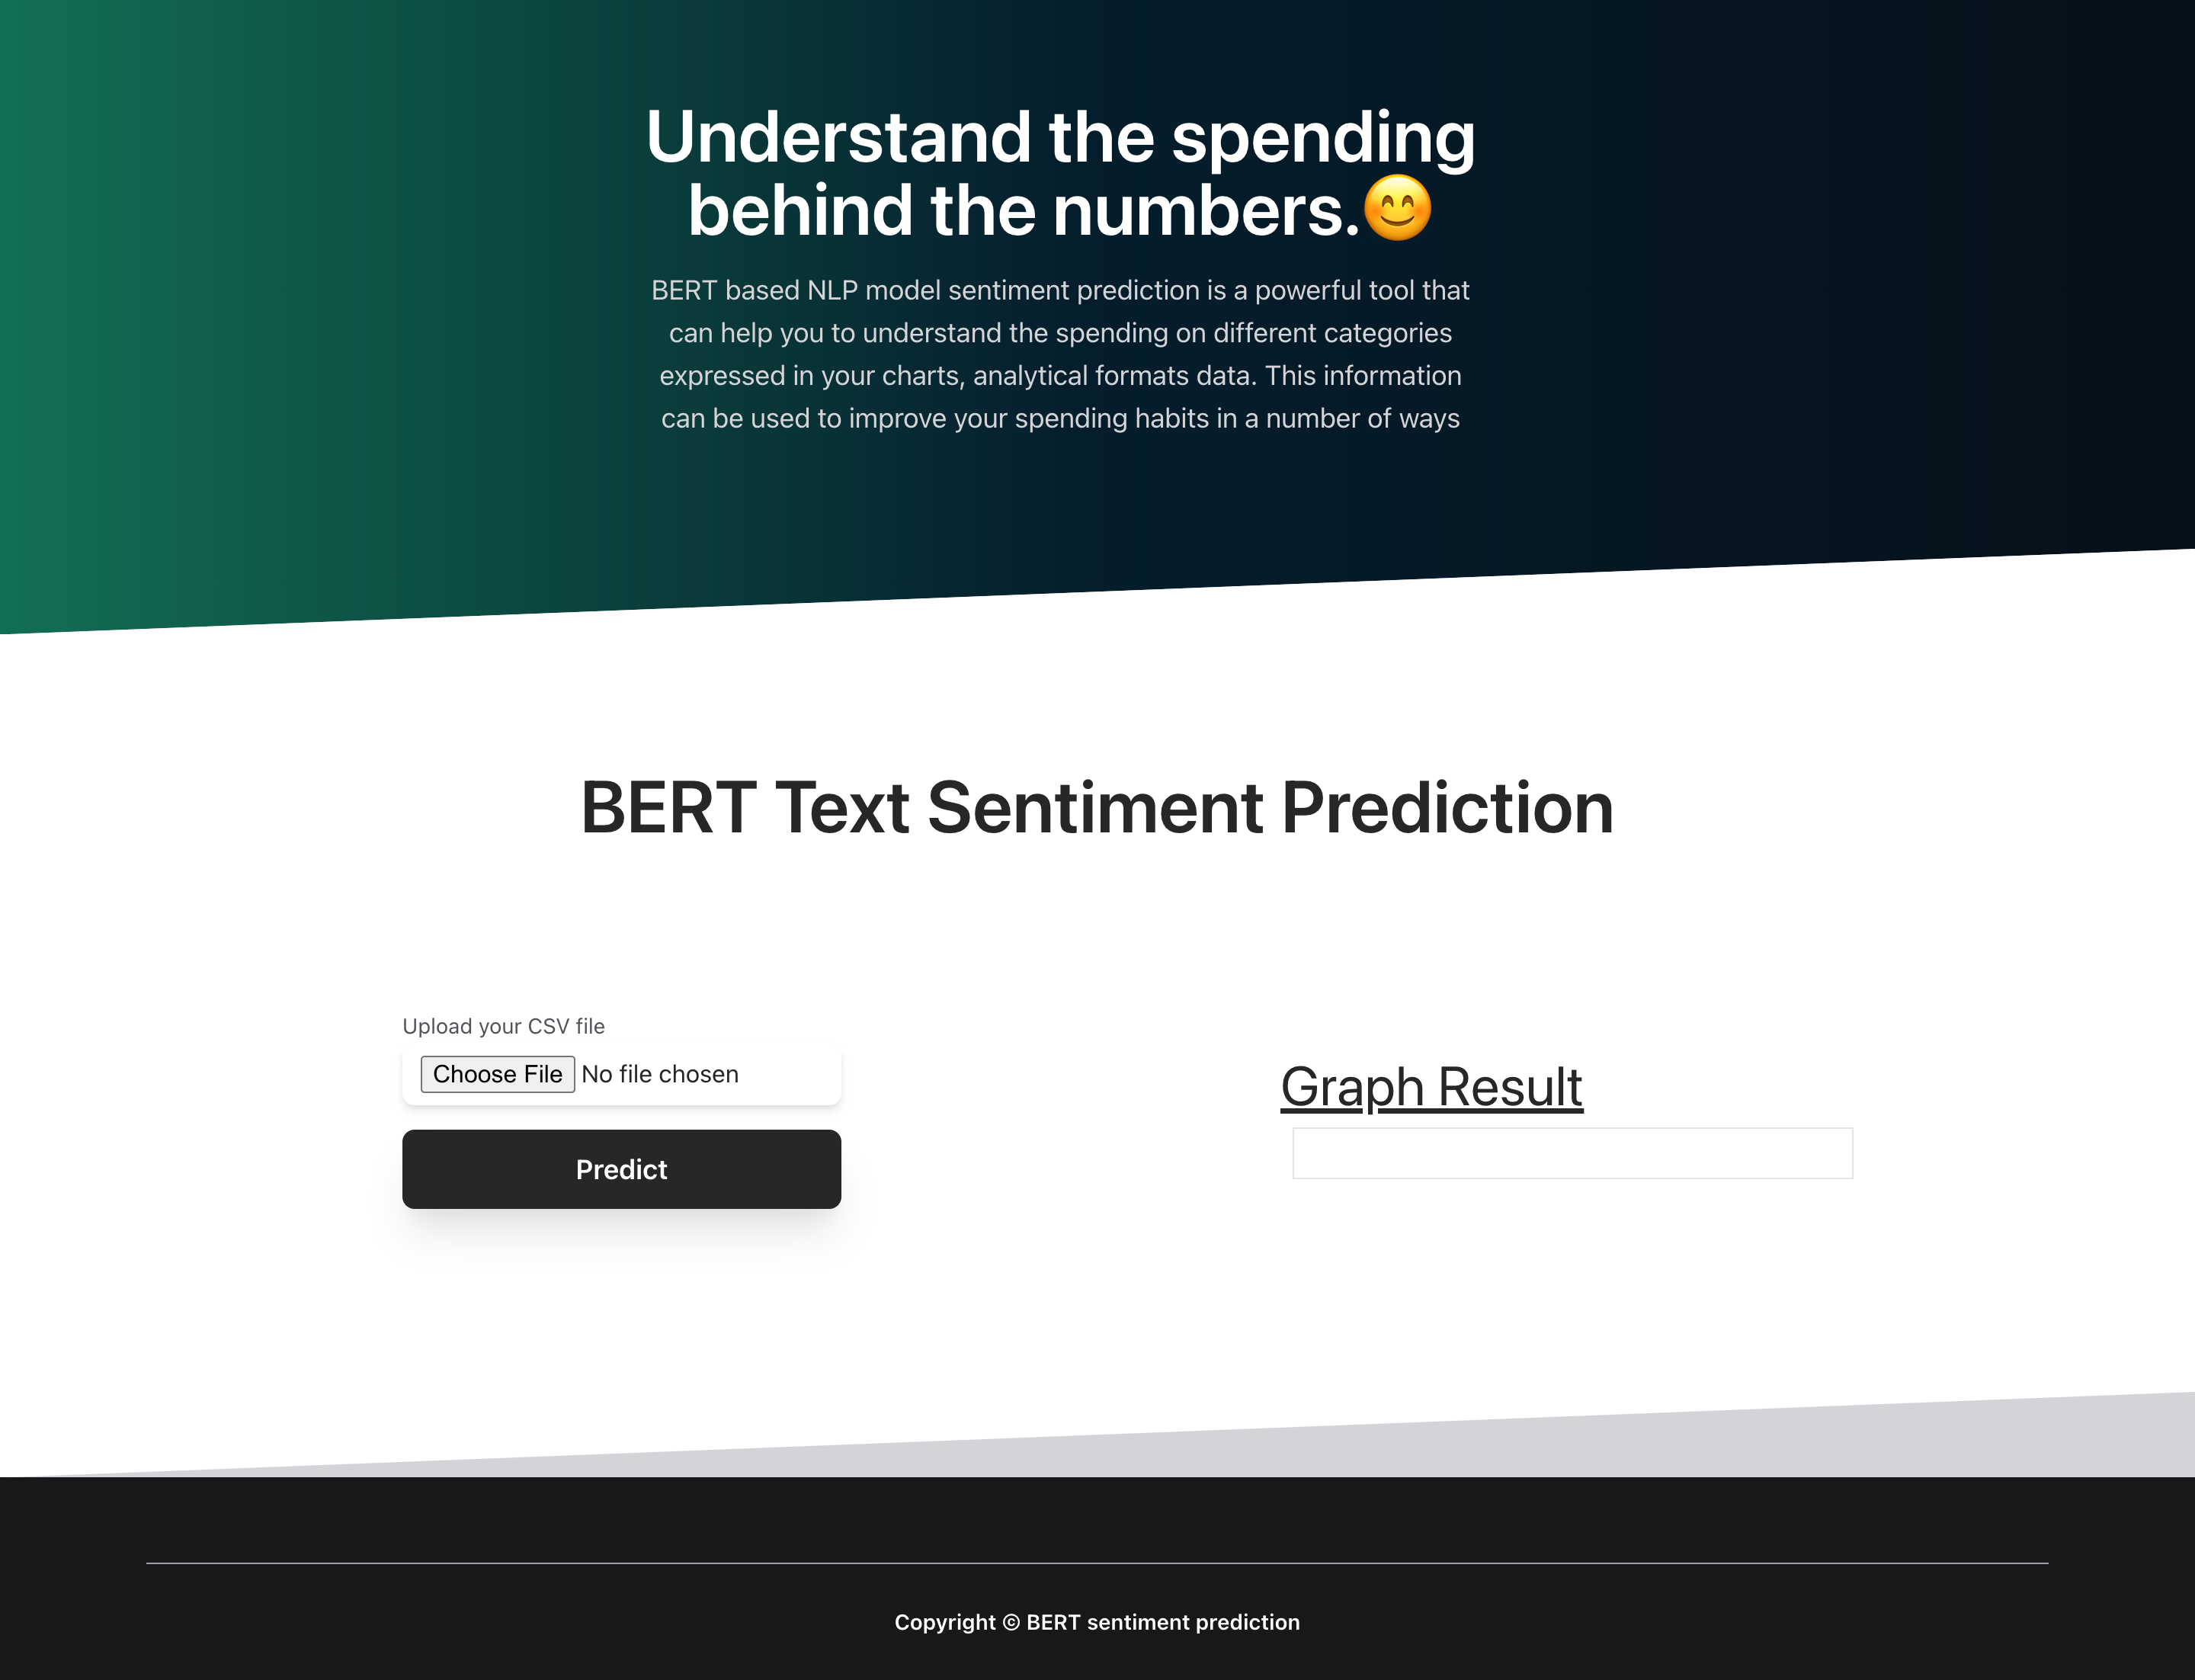 Understand the spending
behind the numbers.😊
BERT based NLP model sentiment prediction is a powerful tool that
can help you to understand the spending on different categories
expressed in your charts, analytical formats data. This information
can be used to improve your spending habits in a number of ways
BERT Text Sentiment Prediction
Upload your CSV file
Choose File No file chosen
Predict
Graph Result
Copyright © BERT sentiment prediction